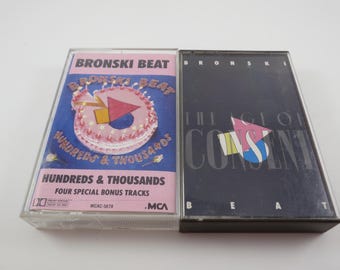 BRONSKI BEAT
BRONSKI BEAT
HUNDREDS & THOUSANDS
HUNDREDS & THOUSANDS
FOUR SPECIAL BONUS TRACKS
MCA
BRONSKI
THE AGE OF
CONSENT
BEAT